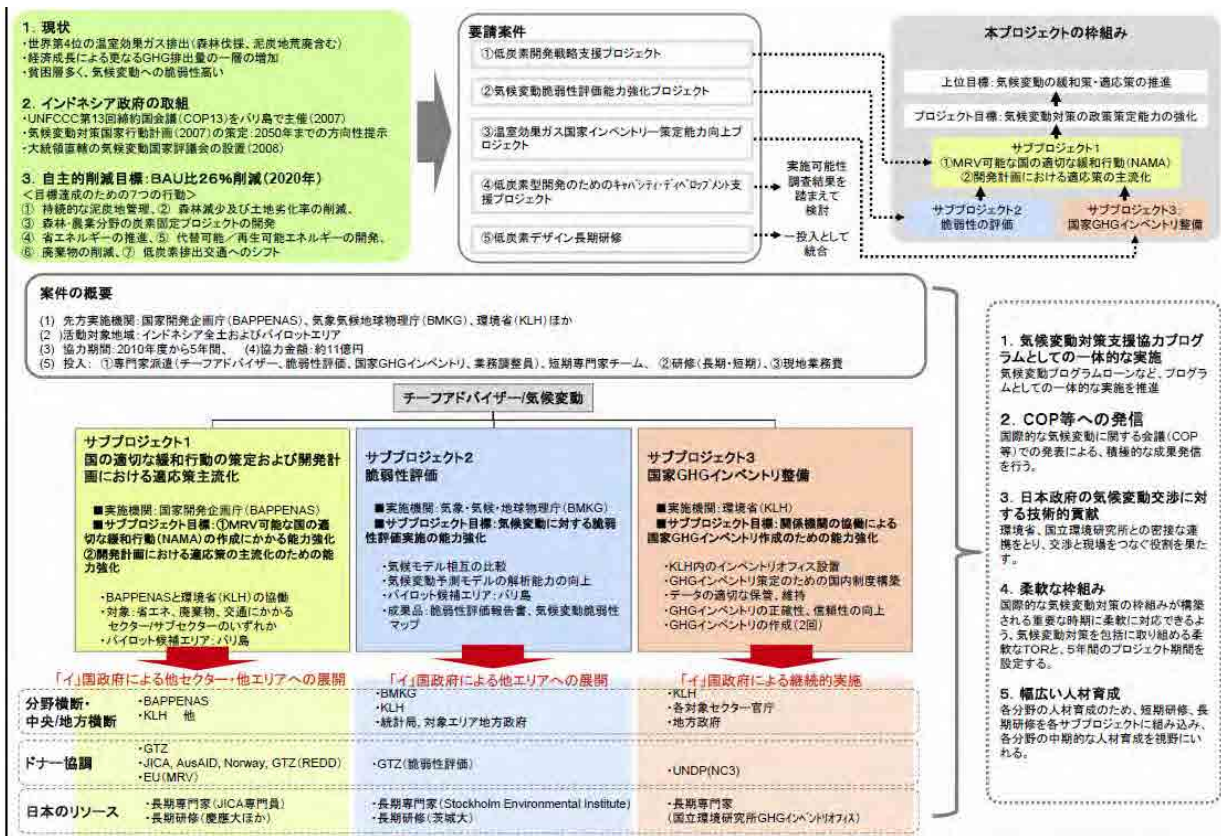 1. 現状
・世界第4位の温室効果ガス排出(森林伐採、泥炭地荒廃含む)
・経済成長による更なるGHG排出量の一層の増加
・貧困層多く、気候変動への脆弱性高い
2. インドネシア政府の取組
・UNFCCC第13回締約国会議(COP13)をバリ島で主催(2007)
・気候変動対策国家行動計画(2007)の策定:2050年までの方向性提示
・大統領直轄の気候変動国家評議会の設置(2008)
3. 自主的削減目標:BAU比26%削減(2020年)
<目標達成のための7つの行動>
① 持続的な泥炭地管理、② 森林減少及び土地劣化率の削減、
③ 森林・農業分野の炭素固定プロジェクトの開発
④ 省エネルギーの推進、⑤ 代替可能/再生可能エネルギーの開発、
⑥ 廃棄物の削減、⑦ 低炭素排出交通へのシフト
要請案件
①低炭素開発戦略支援プロジェクト
②気候変動脆弱性評価能力強化プロジェクト
③温室効果ガス国家インベントリー策定能力向上プ
ロジェクト
④低炭素型開発のためのキャパシティ・ディベロップメント支
援プロジェクト
⑤低炭素デザイン長期研修
実施可能性
調査結果を
踏まえて
検討
一投入として
統合
本プロジェクトの枠組み
上位目標:気候変動の緩和策・適応策の推進
プロジェクト目標:気候変動対策の政策策定能力の強化
サブプロジェクト1
①MRV可能な国の適切な緩和行動(NAMA)
②開発計画における適応策の主流化
サブプロジェクト2
脆弱性の評価
サブプロジェクト3:
国家GHGインベントリ整備
案件の概要
(1) 先方実施機関:国家開発企画庁(BAPPENAS)、気象気候地球物理庁(BMKG)、環境省(KLH)ほか
(2 )活動対象地域:インドネシア全土およびパイロットエリア
(3) 協力期間:2010年度から5年間、 (4)協力金額:約11億円
(5) 投入: ①専門家派遣(チーフアドバイザー、脆弱性評価、国家GHGインベントリ、業務調整員)、短期専門家チーム、 ②研修(長期・短期)、③現地業務費
チーフアドバイザー/気候変動
サブプロジェクト1
国の適切な緩和行動の策定および開発計
画における適応策主流化
■実施機関:国家開発企画庁(BAPPENAS)
■サブプロジェクト目標:①MRV可能な国の適
切な緩和行動(NAMA)の作成にかかる能力強化
②開発計画における適応策の主流化のための能
力強化
・BAPPENASと環境省(KLH)の協働
・対象:省エネ、廃棄物、交通にかかる
セクター/サブセクターのいずれか
・パイロット候補エリア:バリ島
サブプロジェクト2
脆弱性評価
■実施機関:気象・気候・地球物理庁(BMKG)
■サブプロジェクト目標:気候変動に対する脆弱
性評価実施の能力強化
・気候モデル相互の比較
・気候変動予測モデルの解析能力の向上
・パイロット候補エリア:バリ島
・成果品:脆弱性評価報告書、気候変動脆弱性
マップ
サブプロジェクト3
国家GHGインベントリ整備
■実施機関:環境省(KLH)
■サブプロジェクト目標:関係機関の協働による
国家GHGインベントリ作成のための能力強化
・KLH内のインベントリオフィス設置
・GHGインベントリ策定のための国内制度構築
・データの適切な保管、維持
・GHGインベントリの正確性、信頼性の向上
・GHGインベントリの作成(2回)
「イ」国政府による他セクター・他エリアへの展開
「イ」国政府による他エリアへの展開
「イ」国政府による継続的実施
分野横断・
中央/地方横断
・BAPPENAS
・KLH 他
・BMKG
・KLH
・統計局、対象エリア地方政府
・KLH
・各対象セクター官庁
・地方政府
ドナー協調
・GTZ
・JICA, AusAID, Norway, GTZ(REDD)
・EU(MRV)
・GTZ(脆弱性評価)
・UNDP(NC3)
日本のリソース
・長期専門家(JICA専門員)
・長期研修(慶應大ほか)
・長期専門家(Stockholm Environmental Institute)
・長期研修(茨城大)
・長期専門家
(国立環境研究所GHGインベントリオフィス)
1. 気候変動対策支援協力プログ
ラムとしての一体的な実施
気候変動プログラムローンなど、プログラ
ムとしての一体的な実施を推進
2. COP等への発信
国際的な気候変動に関する会議(COP
等)での発表による、積極的な成果発信
を行う。
3. 日本政府の気候変動交渉に対
する技術的貢献
環境省、国立環境研究所との密接な連
携をとり、交渉と現場をつなぐ役割を果た
す。
4. 柔軟な枠組み
国際的な気候変動対策の枠組みが構築
される重要な時期に柔軟に対応できるよ
う、気候変動対策を包括に取り組める柔
軟なTORと、5年間のプロジェクト期間を
設定する。
5. 幅広い人材育成
各分野の人材育成のため、短期研修、長
期研修を各サブプロジェクトに組み込み、
各分野の中期的な人材育成を視野にい
れる。